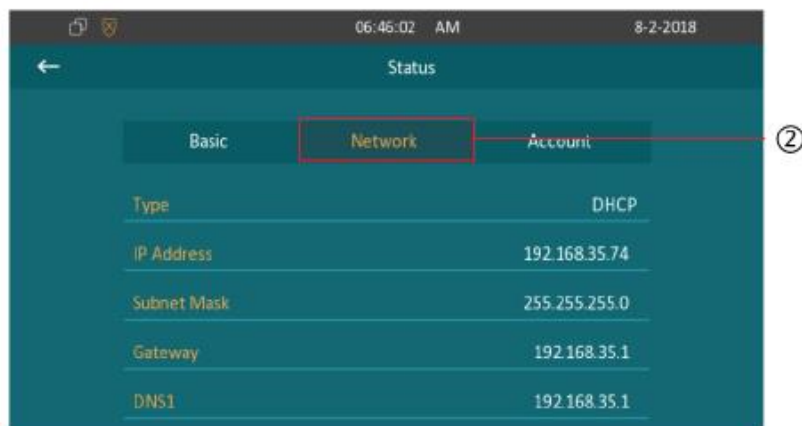 06:46:02 AM 8-2-2018
Status
Basic Network Account ②
Type DHCP
IP Address 192.168.35.74
Subnet Mask 255.255.255.0
Gateway 192.168.35.1
DNS1 192.168.35.1